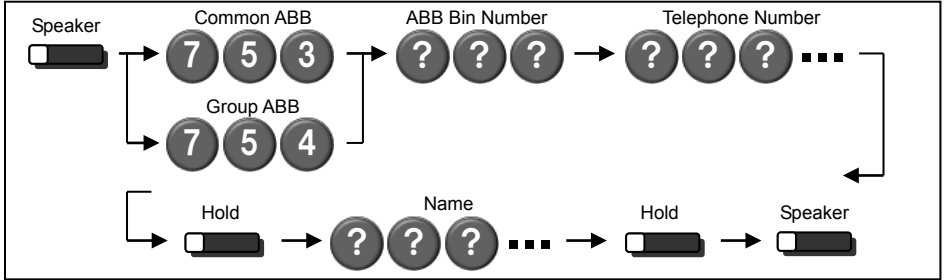 Speaker
Common ABB
7 5 3
ABB Bin Number
? ? ?
Telephone Number
? ? ? ...
Group ABB
7 5 4
Hold
Name
? ? ? ...
Hold
Speaker